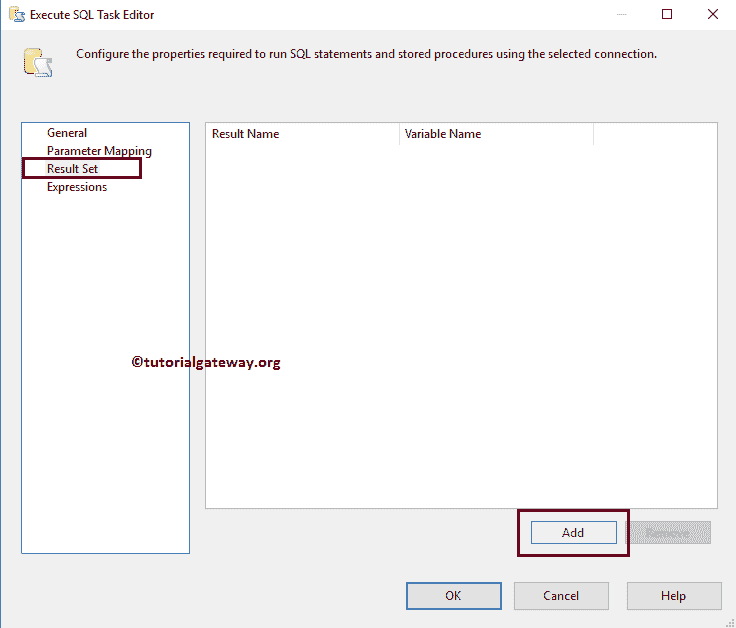 Execute SQL Task Editor
Configure the properties required to run SQL statements and stored procedures using the selected connection.
General
Parameter Mapping
Result Set
Expressions
Result Name
Variable Name
©tutorialgateway.org
Add
Remove
OK
Cancel
Help